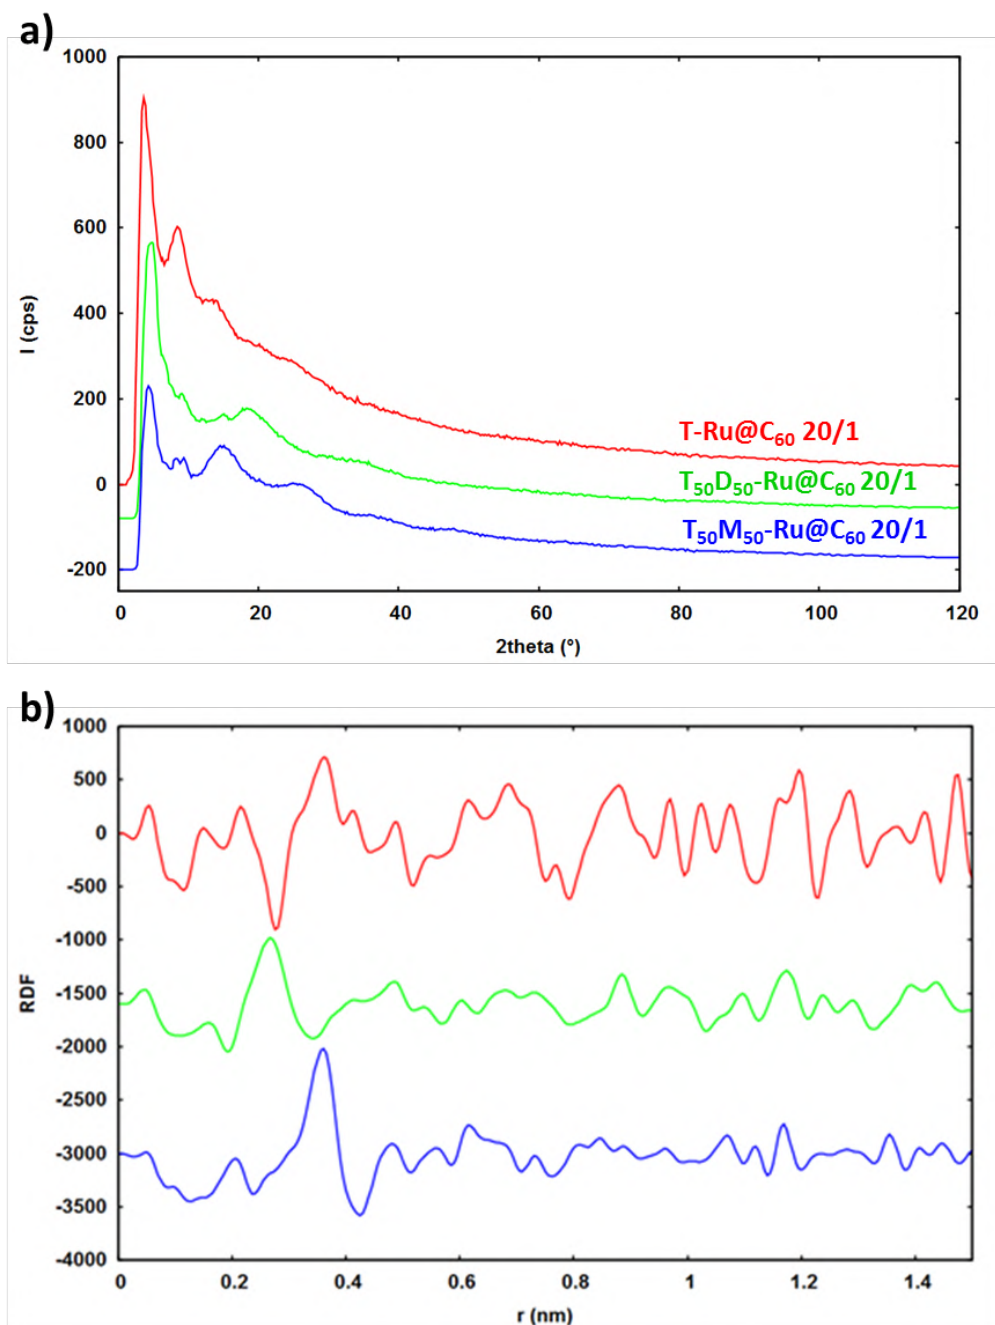 a)
1000
800
600
400
200
0
-200
I (cps)
T-Ru@C₆₀ 20/1
T₅₀D₅₀-Ru@C₆₀ 20/1
T₅₀M₅₀-Ru@C₆₀ 20/1
0 20 40 60 80 100 120
2theta (°)
b)
1000
500
0
-500
-1000
-1500
-2000
-2500
-3000
-3500
-4000
RDF
0 0.2 0.4 0.6 0.8 1 1.2 1.4
r (nm)